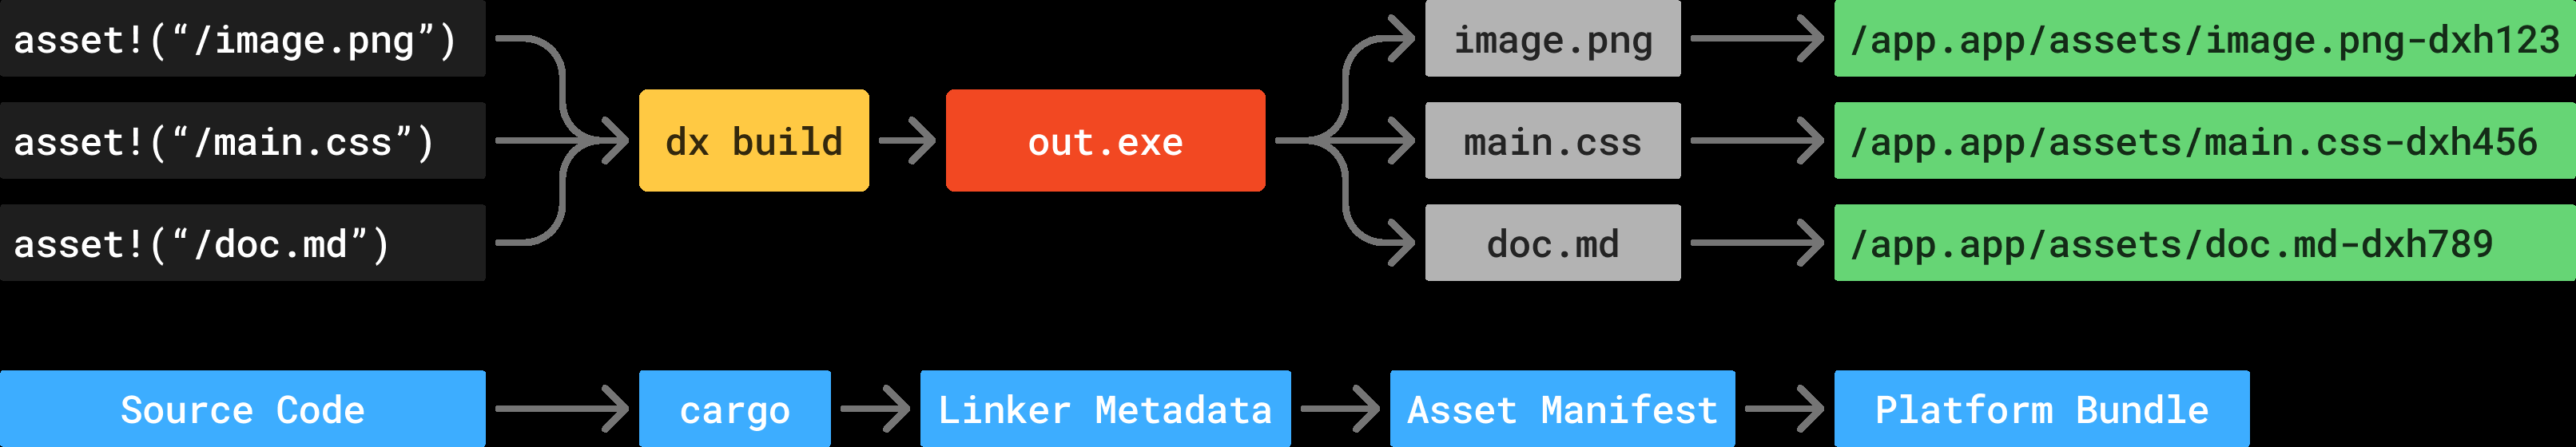 asset!(“/image.png”)
asset!(“/main.css”)
asset!(“/doc.md”)
dx build
out.exe
image.png
main.css
doc.md
/app.app/assets/image.png-dxh123
/app.app/assets/main.css-dxh456
/app.app/assets/doc.md-dxh789
Source Code
cargo
Linker Metadata
Asset Manifest
Platform Bundle